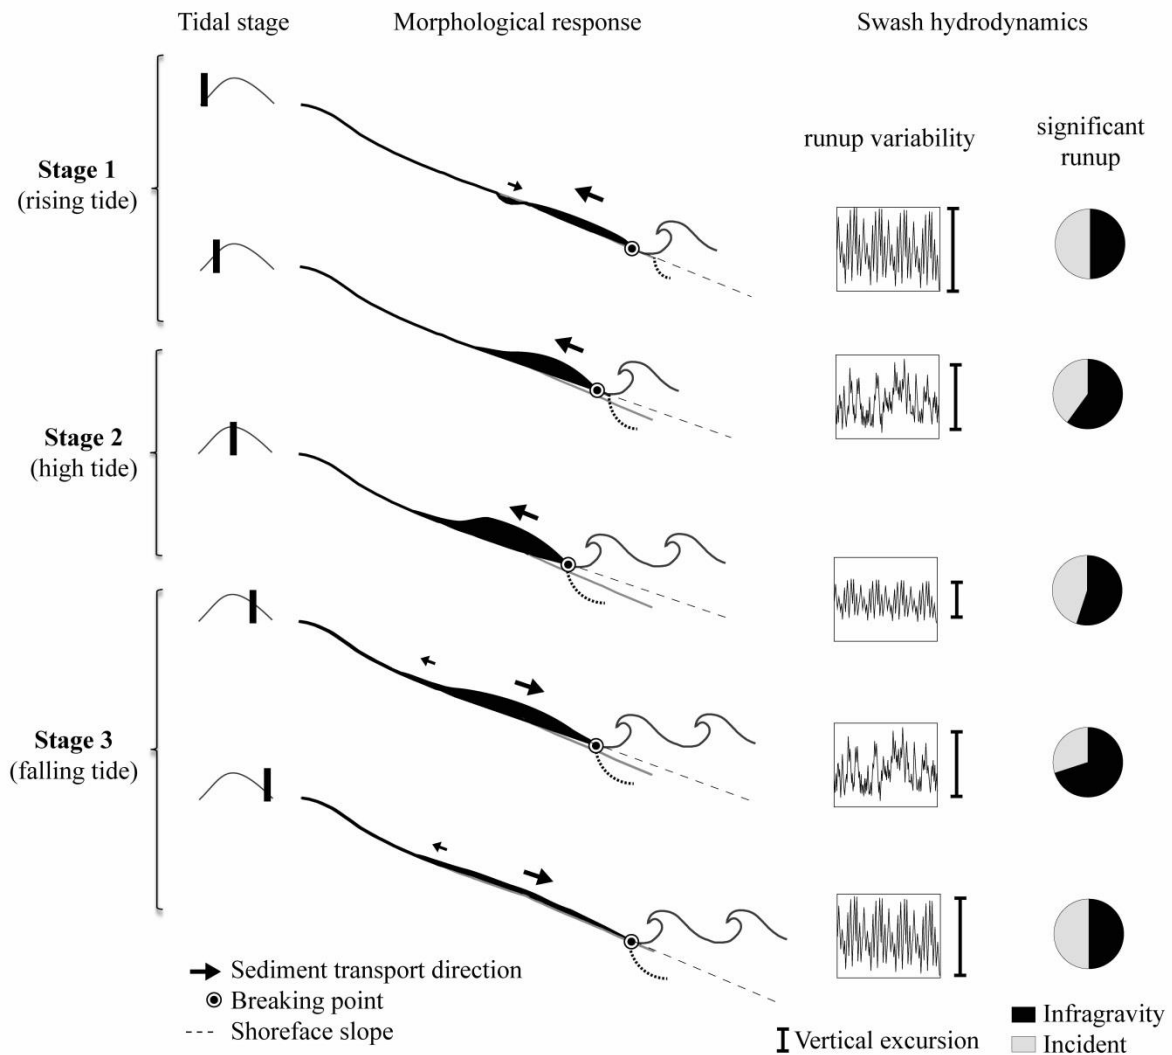 Tidal stage
Morphological response
Swash hydrodynamics
runup variability
significant
runup
Stage 1
(rising tide)
Stage 2
(high tide)
Stage 3
(falling tide)
Sediment transport direction
Breaking point
Shoreface slope
Vertical excursion
Infragravity
Incident